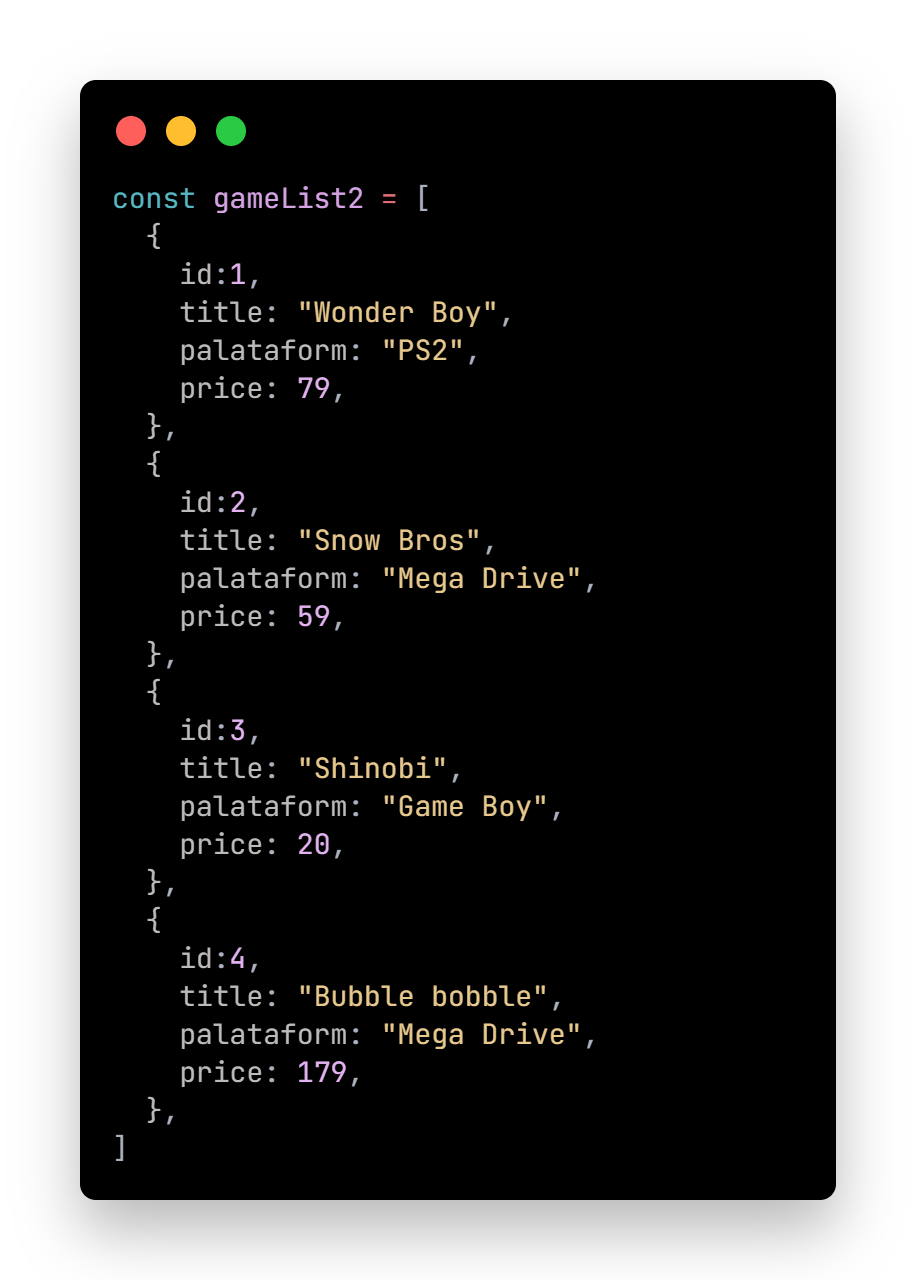 const gameList2 = [
  {
    id:1,
    title: "Wonder Boy",
    palataform: "PS2",
    price: 79,
  },
  {
    id:2,
    title: "Snow Bros",
    palataform: "Mega Drive",
    price: 59,
  },
  {
    id:3,
    title: "Shinobi",
    palataform: "Game Boy",
    price: 20,
  },
  {
    id:4,
    title: "Bubble bobble",
    palataform: "Mega Drive",
    price: 179,
  },
]